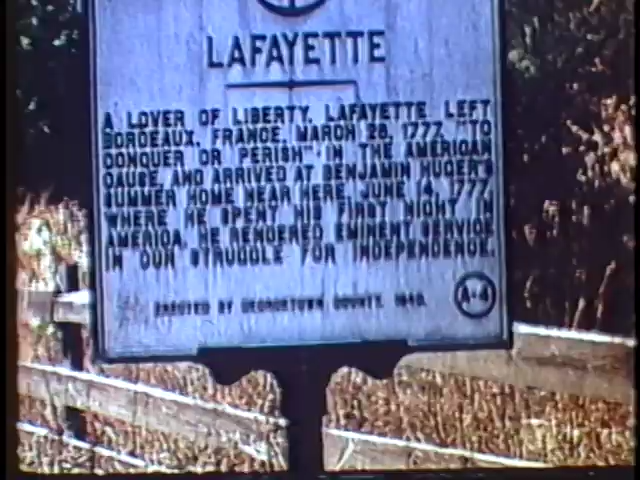 LAFAYETTE
A LOVER OF LIBERTY, LAFAYETTE LEFT
BORDEAUX, FRANCE, MARCH 26, 1777, "TO
CONQUER OR PERISH" IN THE AMERICAN
CAUSE, AND ARRIVED AT BENJAMIN HUGER'S
SUMMER HOME NEAR HERE, JUNE 14, 1777,
WHERE HE SPENT HIS FIRST NIGHT IN
AMERICA. HE RENDERED EMINENT SERVICE
IN OUR STRUGGLE FOR INDEPENDENCE.
ERECTED BY GEORGETOWN COUNTY,
A-4